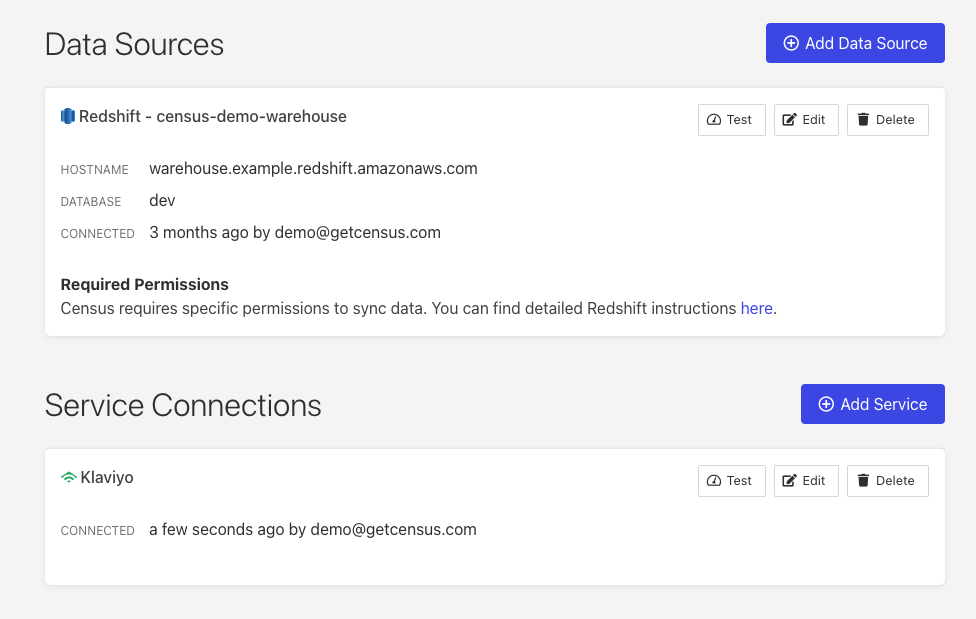 Data Sources
Add Data Source
Redshift - census-demo-warehouse
Test
Edit
Delete
HOSTNAME warehouse.example.redshift.amazonaws.com
DATABASE dev
CONNECTED 3 months ago by demo@getcensus.com
Required Permissions
Census requires specific permissions to sync data. You can find detailed Redshift instructions here.
Service Connections
Add Service
Klaviyo
Test
Edit
Delete
CONNECTED a few seconds ago by demo@getcensus.com